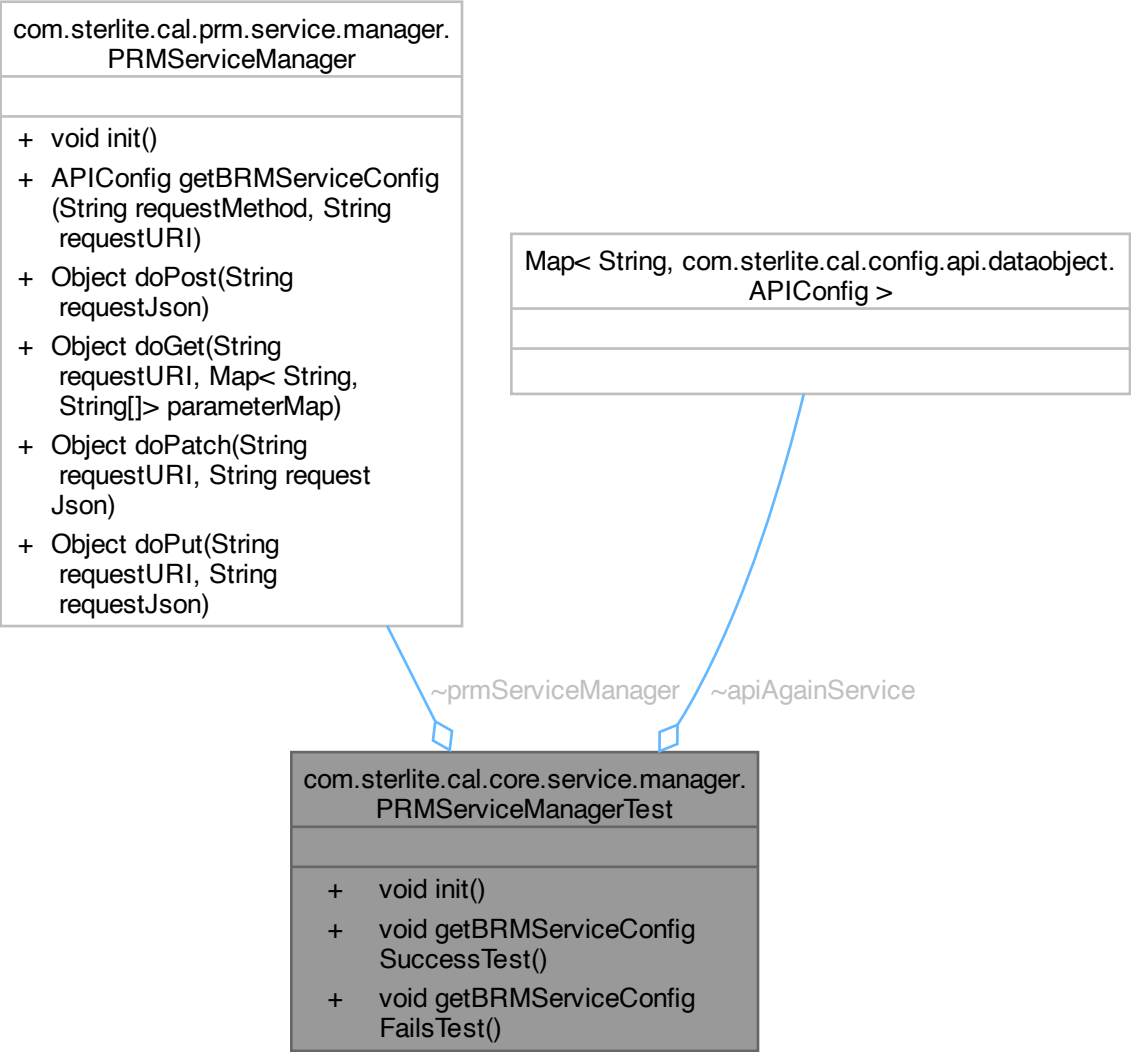 com.sterlite.cal.prm.service.manager.
PRMServiceManager
+ void init()
+ APIConfig getBRMServiceConfig
(String requestMethod, String
requestURI)
+ Object doPost(String
requestJson)
+ Object doGet(String
requestURI, Map< String,
String[]> parameterMap)
+ Object doPatch(String
requestURI, String request
Json)
+ Object doPut(String
requestURI, String
requestJson)
Map< String, com.sterlite.cal.config.api.dataobject.
APIConfig >
~prmServiceManager
~apiAgainService
com.sterlite.cal.core.service.manager.
PRMServiceManagerTest
+ void init()
+ void getBRMServiceConfig
SuccessTest()
+ void getBRMServiceConfig
FailsTest()